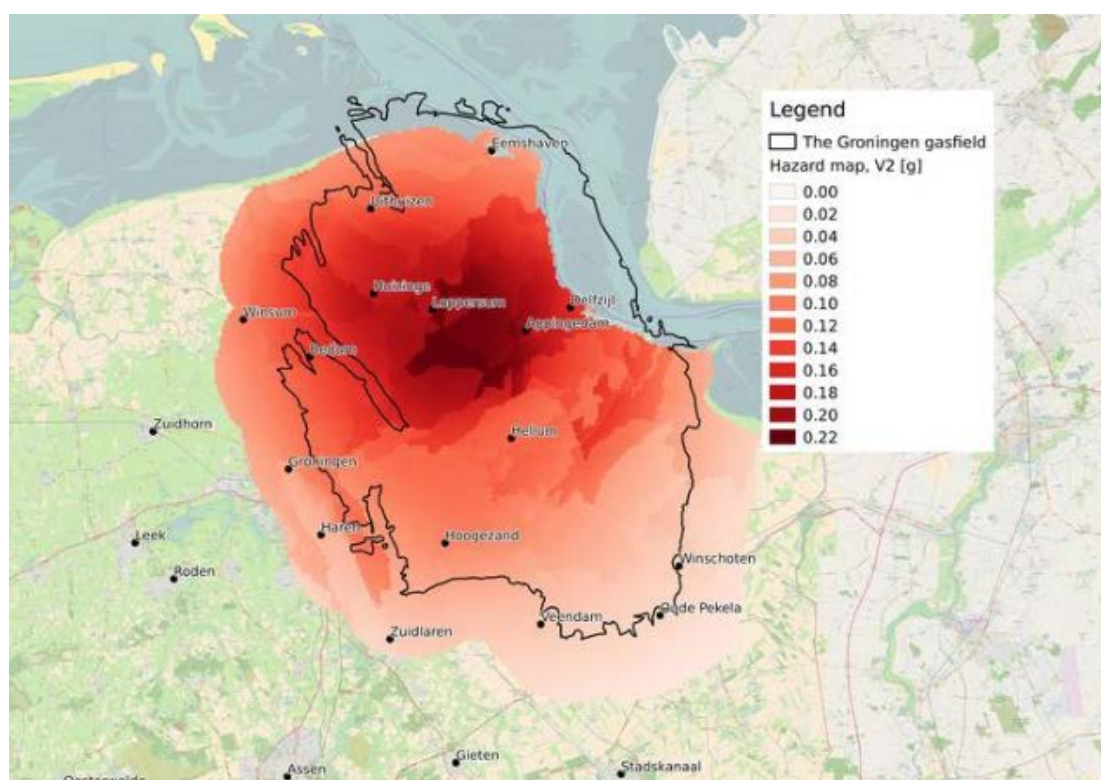 Legend
The Groningen gasfield
Hazard map, V2 [g]
0.00
0.02
0.04
0.06
0.08
0.10
0.12
0.14
0.16
0.18
0.20
0.22
Eemshaven
Uithuizen
Huizinge
Loppersum
Delfzijl
Winsum
Appingedam
Bedum
Zuidhorn
Hellum
Groningen
Haren
Leek
Hoogezand
Roden
Winschoten
Oude Pekela
Veendam
Zuidlaren
Gieten
Assen
Stadskanaal